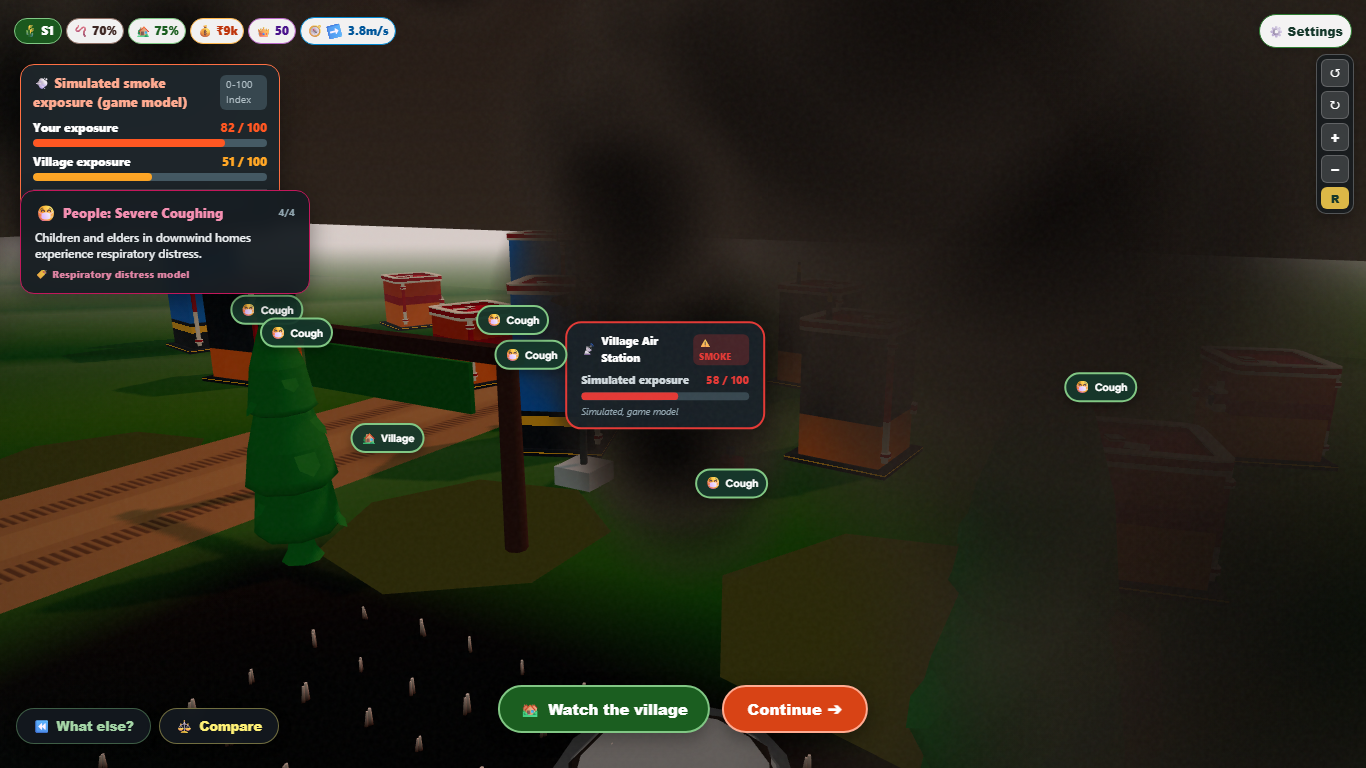 S1
70%
75%
₹9k
50
3.8m/s
Settings
Simulated smoke
exposure (game model)
0-100
Index
Your exposure 82 / 100
Village exposure 51 / 100
People: Severe Coughing 4/4
Children and elders in downwind homes
experience respiratory distress.
Respiratory distress model
↺
↻
+
−
R
Cough
Cough
Cough
Cough
Village Air
Station
SMOKE
Simulated exposure 58 / 100
Simulated, game model
Cough
Village
Cough
What else?
Compare
Watch the village
Continue ➔